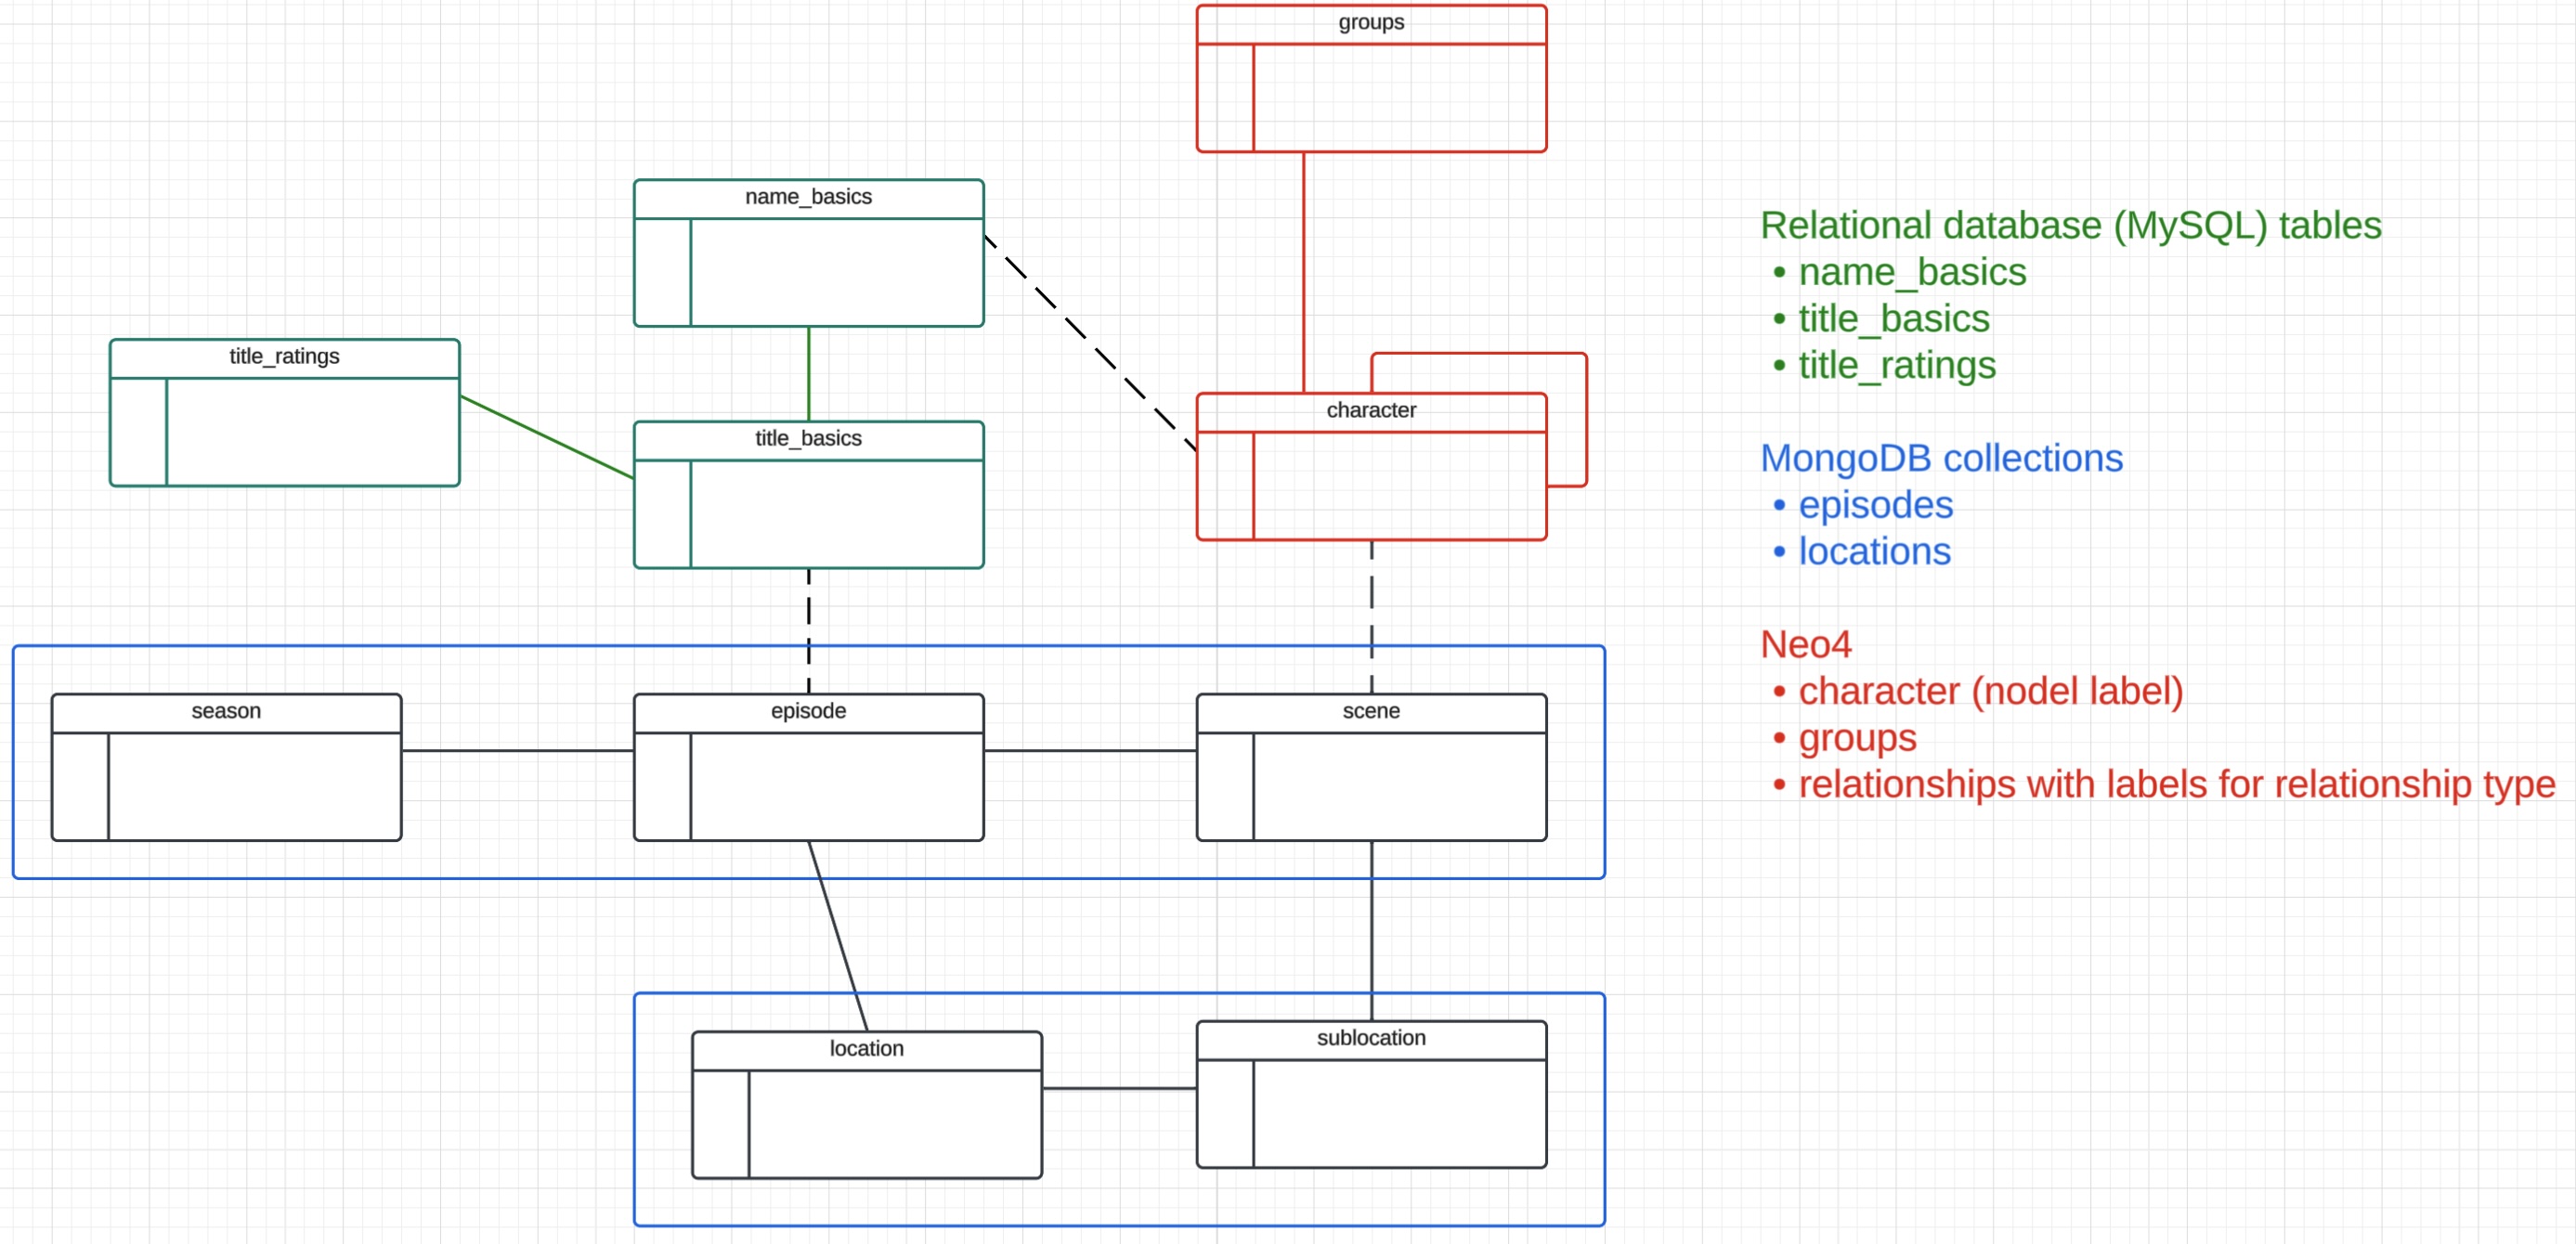 groups
name_basics
title_ratings
character
title_basics
season
episode
scene
location
sublocation
Relational database (MySQL) tables
• name_basics
• title_basics
• title_ratings
MongoDB collections
• episodes
• locations
Neo4
• character (nodel label)
• groups
• relationships with labels for relationship type